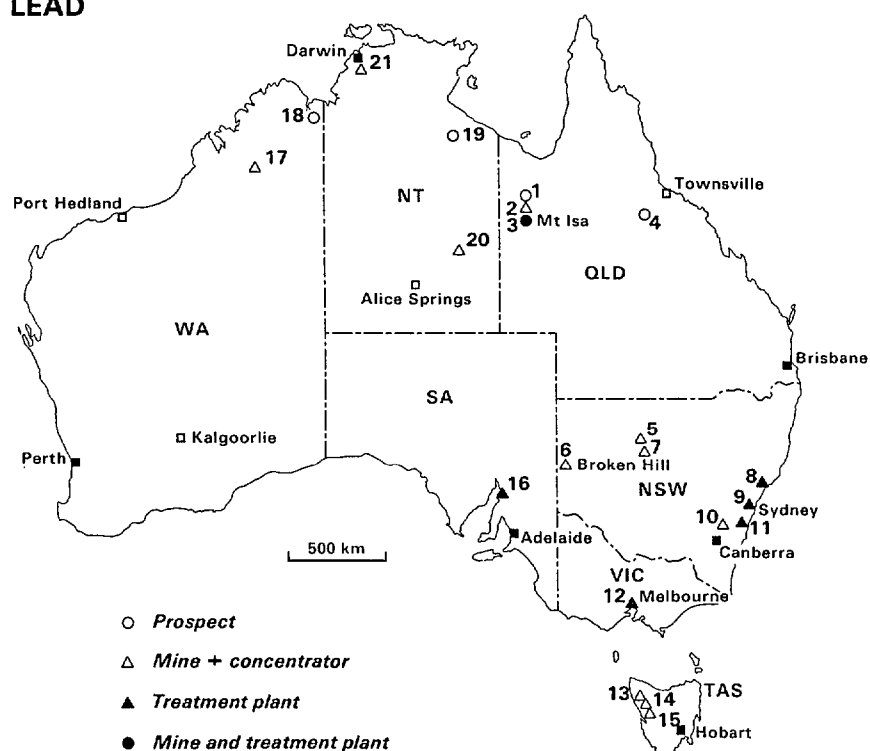 LEAD
Darwin
21
18
19
17
1
Townsville
Port Hedland
NT
2
3 Mt Isa
4
20
QLD
Alice Springs
WA
Brisbane
SA
5
Kalgoorlie
6
7
Broken Hill
Perth
16
NSW
8
9
Sydney
10
11
Adelaide
500 km
Canberra
VIC
12 Melbourne
Prospect
Mine + concentrator
13
14
TAS
Treatment plant
15
Hobart
Mine and treatment plant